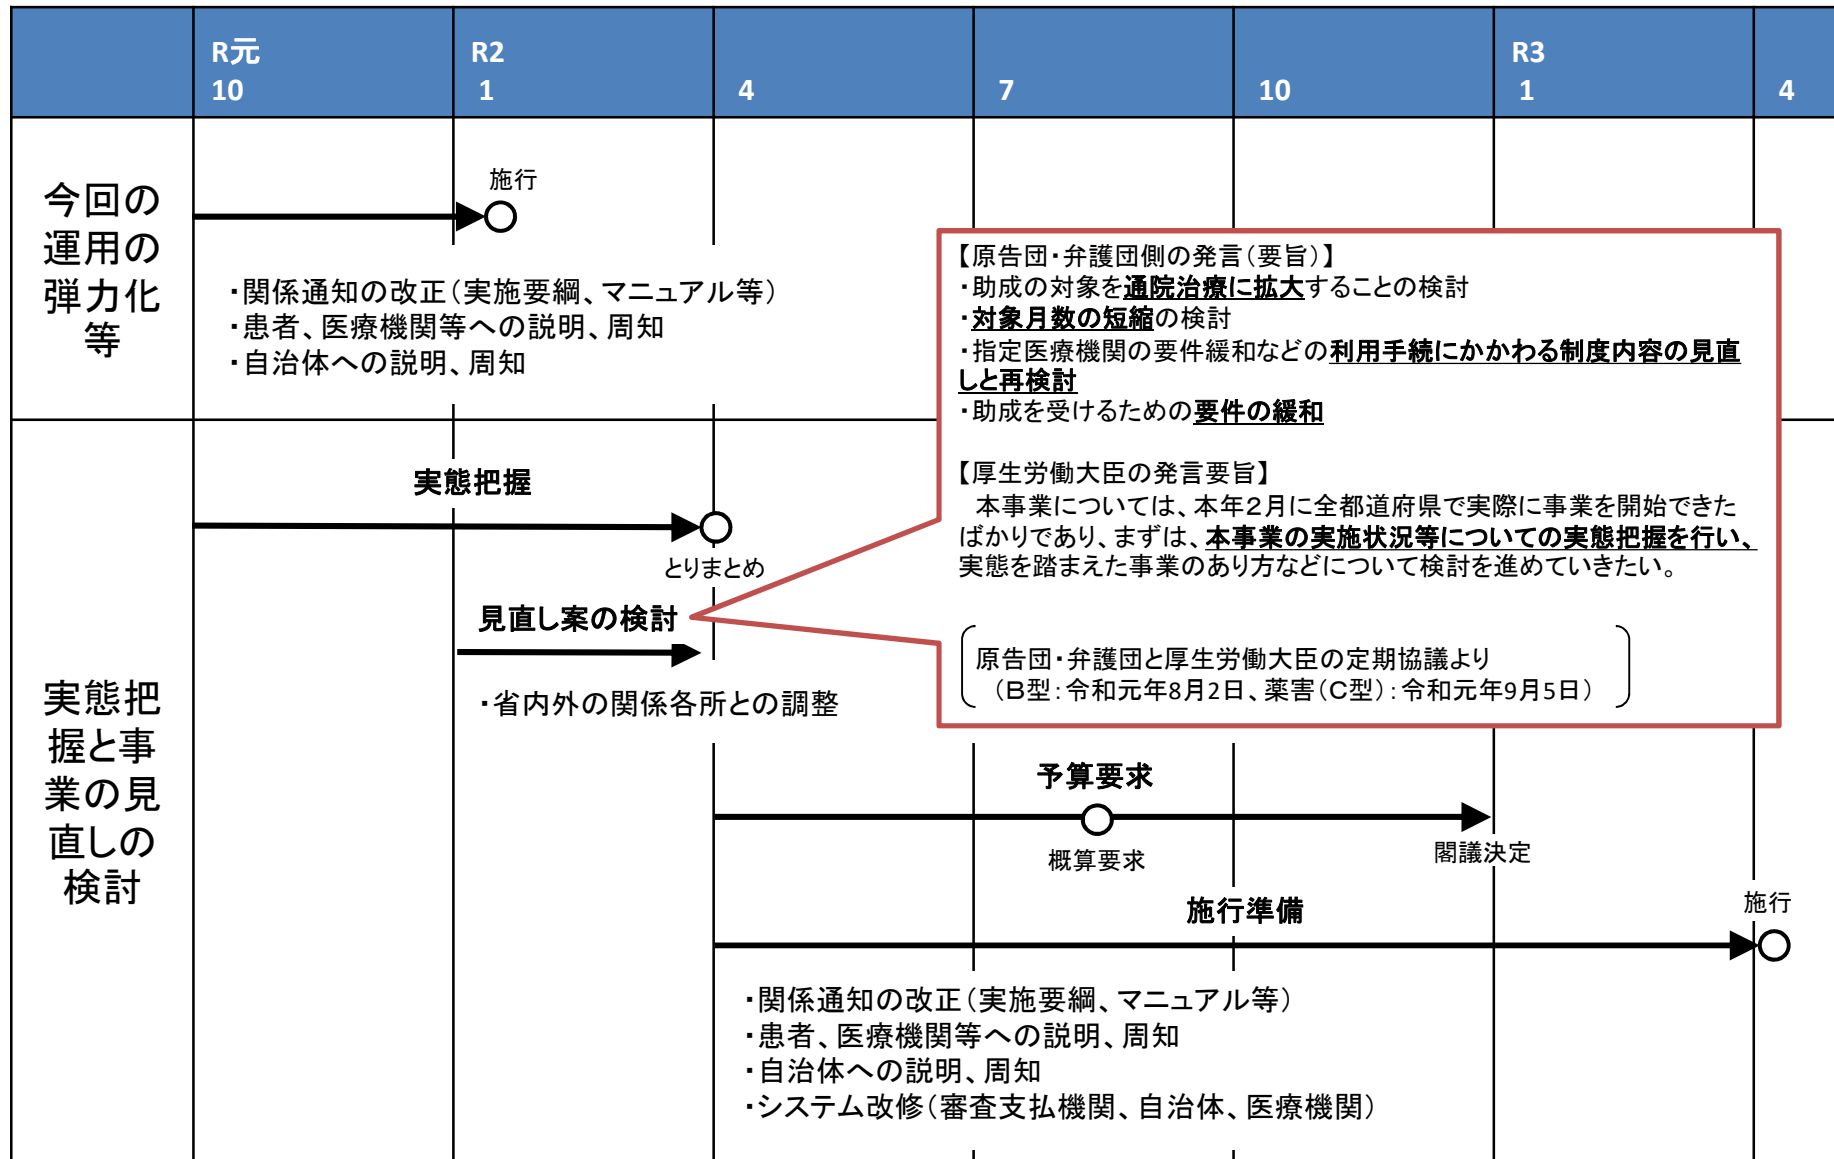 R元
10
R2
1
4
7
10
R3
1
4
今回の
運用の
弾力化
等
施行
・関係通知の改正（実施要綱、マニュアル等）
・患者、医療機関等への説明、周知
・自治体への説明、周知
【原告団・弁護団側の発言（要旨）】
・助成の対象を通院治療に拡大することの検討
・対象月数の短縮の検討
・指定医療機関の要件緩和などの利用手続にかかわる制度内容の見直
しと再検討
・助成を受けるための要件の緩和
【厚生労働大臣の発言要旨】
　本事業については、本年２月に全都道府県で実際に事業を開始できた
ばかりであり、まずは、本事業の実施状況等についての実態把握を行い、
実態を踏まえた事業のあり方などについて検討を進めていきたい。
原告団・弁護団と厚生労働大臣の定期協議より
（Ｂ型：令和元年8月2日、薬害（Ｃ型）：令和元年9月5日）
実態把
握と事
業の見
直しの
検討
実態把握
とりまとめ
見直し案の検討
・省内外の関係各所との調整
予算要求
概算要求
閣議決定
施行準備
施行
・関係通知の改正（実施要綱、マニュアル等）
・患者、医療機関等への説明、周知
・自治体への説明、周知
・システム改修（審査支払機関、自治体、医療機関）